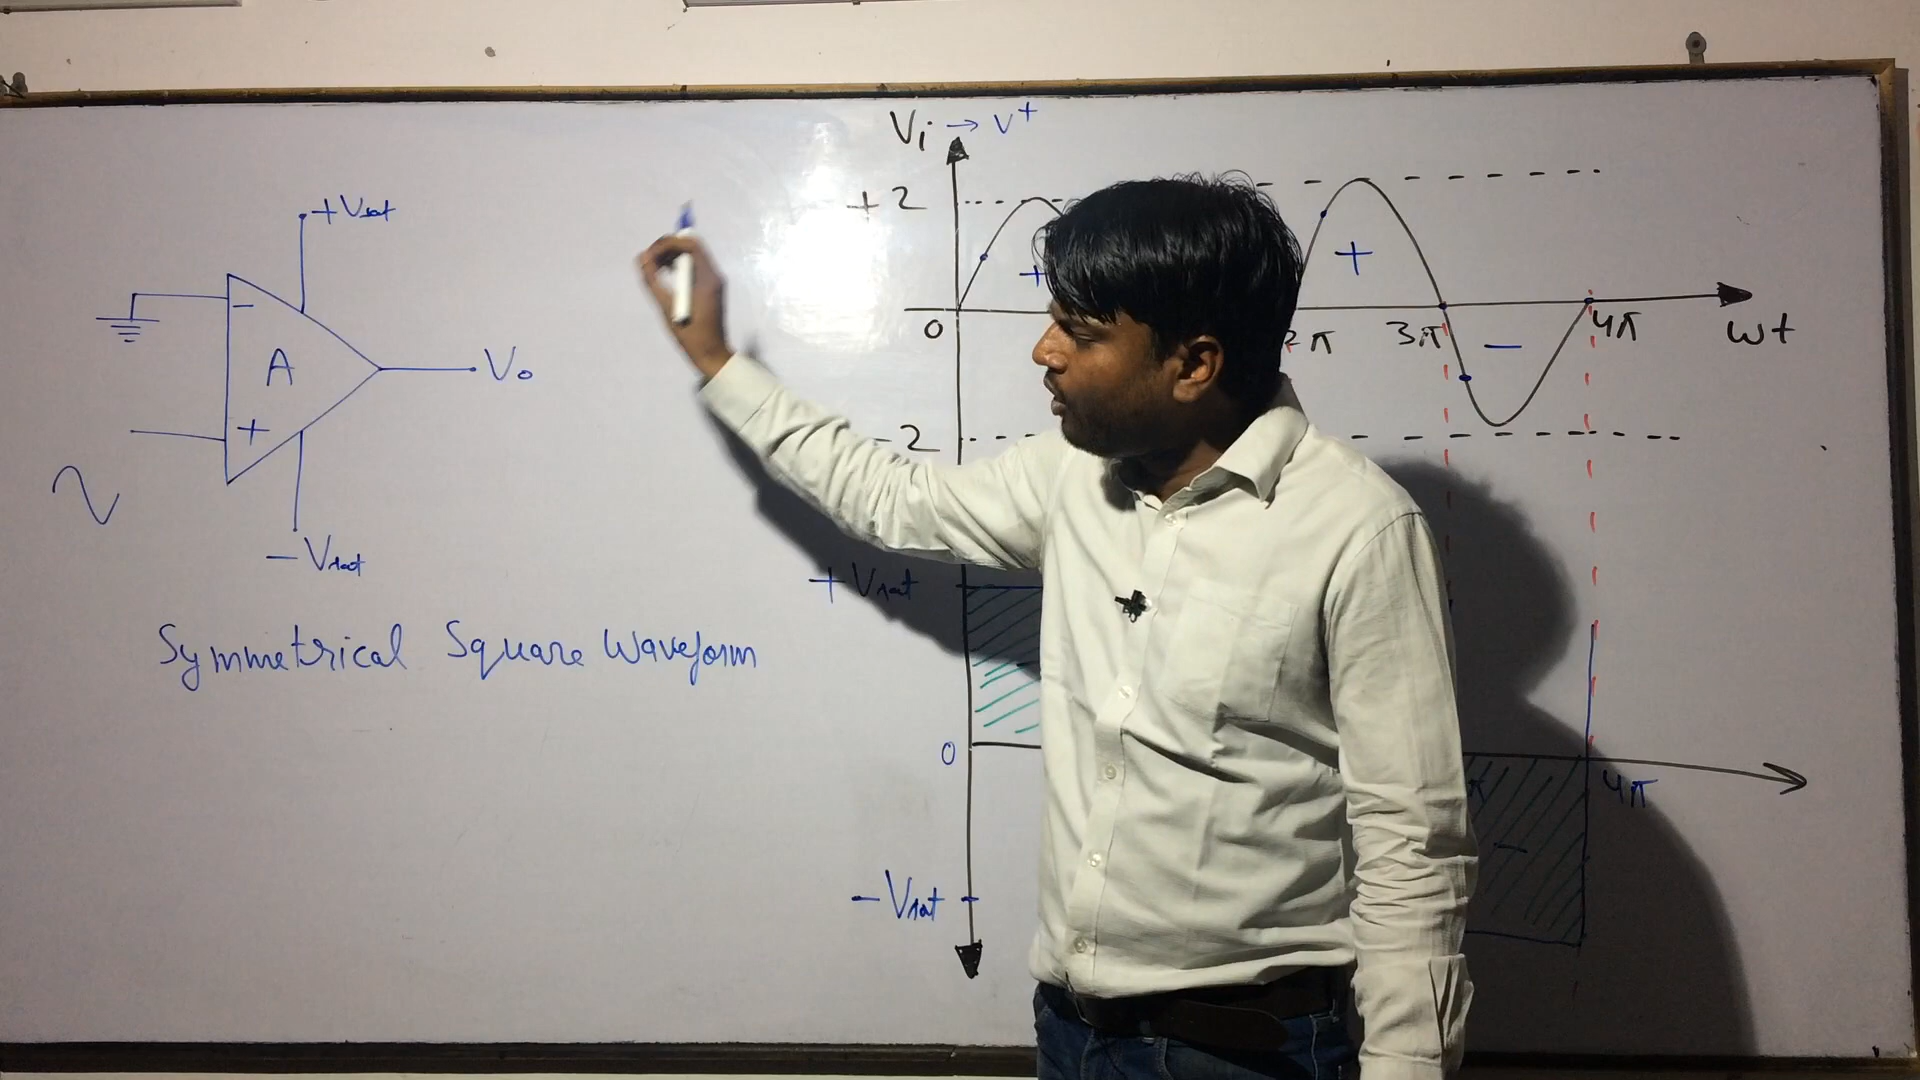 +Vsat
−
A
+
Vo
−Vsat
Symmetrical Square Waveform
Vi → V+
+2
+
+
0
2π
3π
−
4π
ωt
−2
+Vsat
0
π
4π
−
−Vsat